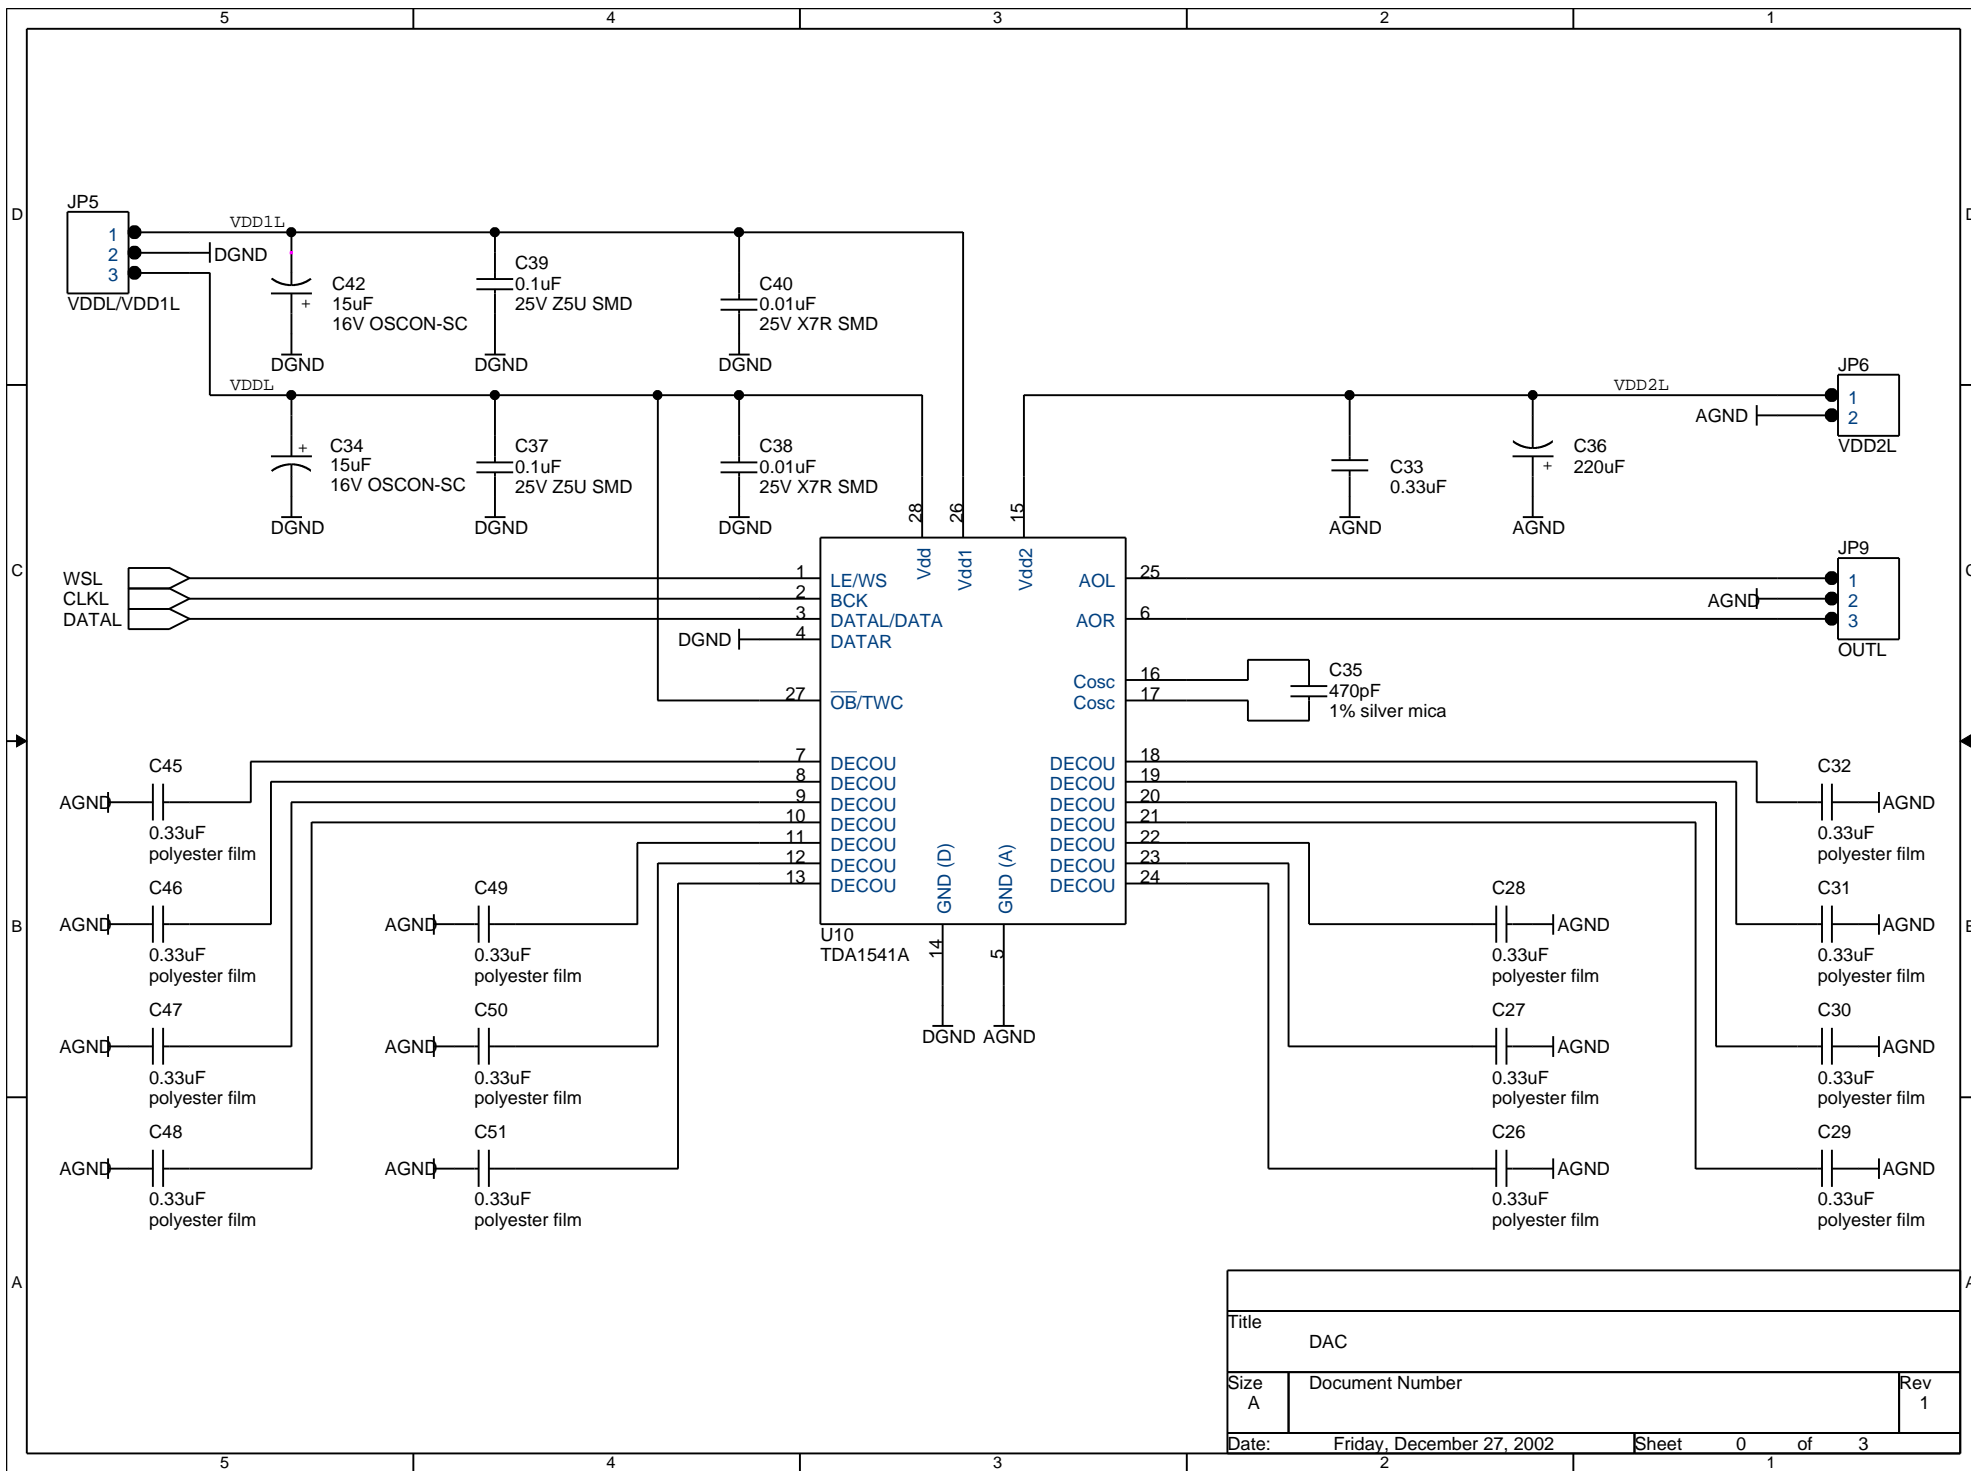 5 4 3 2 1
D
D
JP5
1
2
3
VDDL/VDD1L
VDD1L
DGND
C42
15uF
16V OSCON-SC
+
DGND
C39
0.1uF
25V Z5U SMD
DGND
C40
0.01uF
25V X7R SMD
DGND
VDDL
+
C34
15uF
16V OSCON-SC
DGND
C37
0.1uF
25V Z5U SMD
DGND
C38
0.01uF
25V X7R SMD
DGND
VDD2L
JP6
1
2
VDD2L
AGND
C33
0.33uF
AGND
C36
220uF
+
AGND
C
C
WSL
CLKL
DATAL
DGND
28 26 15
Vdd Vdd1 Vdd2
1 LE/WS
2 BCK
3 DATAL/DATA
4 DATAR
27 OB/TWC
AOL 25
AOR 6
Cosc 16
Cosc 17
JP9
1
2
3
OUTL
AGND
C35
470pF
1% silver mica
7 DECOU
8 DECOU
9 DECOU
10 DECOU
11 DECOU
12 DECOU
13 DECOU
DECOU 18
DECOU 19
DECOU 20
DECOU 21
DECOU 22
DECOU 23
DECOU 24
GND (D) GND (A)
U10
TDA1541A
14 5
DGND AGND
B
B
C45
AGND
0.33uF
polyester film
C46
AGND
0.33uF
polyester film
C47
AGND
0.33uF
polyester film
C48
AGND
0.33uF
polyester film
C49
AGND
0.33uF
polyester film
C50
AGND
0.33uF
polyester film
C51
AGND
0.33uF
polyester film
C28
AGND
0.33uF
polyester film
C27
AGND
0.33uF
polyester film
C26
AGND
0.33uF
polyester film
C32
AGND
0.33uF
polyester film
C31
AGND
0.33uF
polyester film
C30
AGND
0.33uF
polyester film
C29
AGND
0.33uF
polyester film
A
A
Title
DAC
Size
A
Document Number
Rev
1
Date: Friday, December 27, 2002 Sheet 0 of 3
5 4 3 2 1